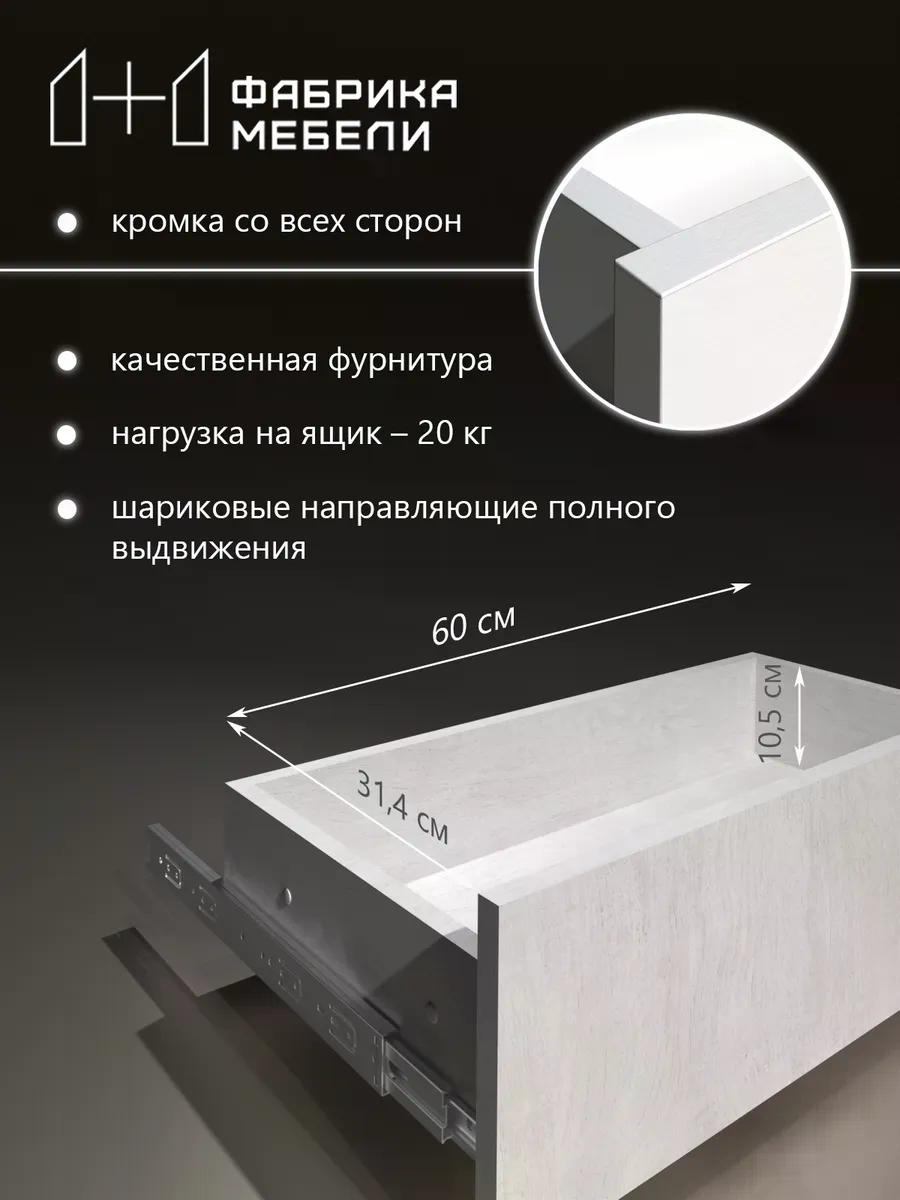 1+1 ФАБРИКА
МЕБЕЛИ
кромка со всех сторон
качественная фурнитура
нагрузка на ящик – 20 кг
шариковые направляющие полного
выдвижения
60 см
10,5 см
31,4 см